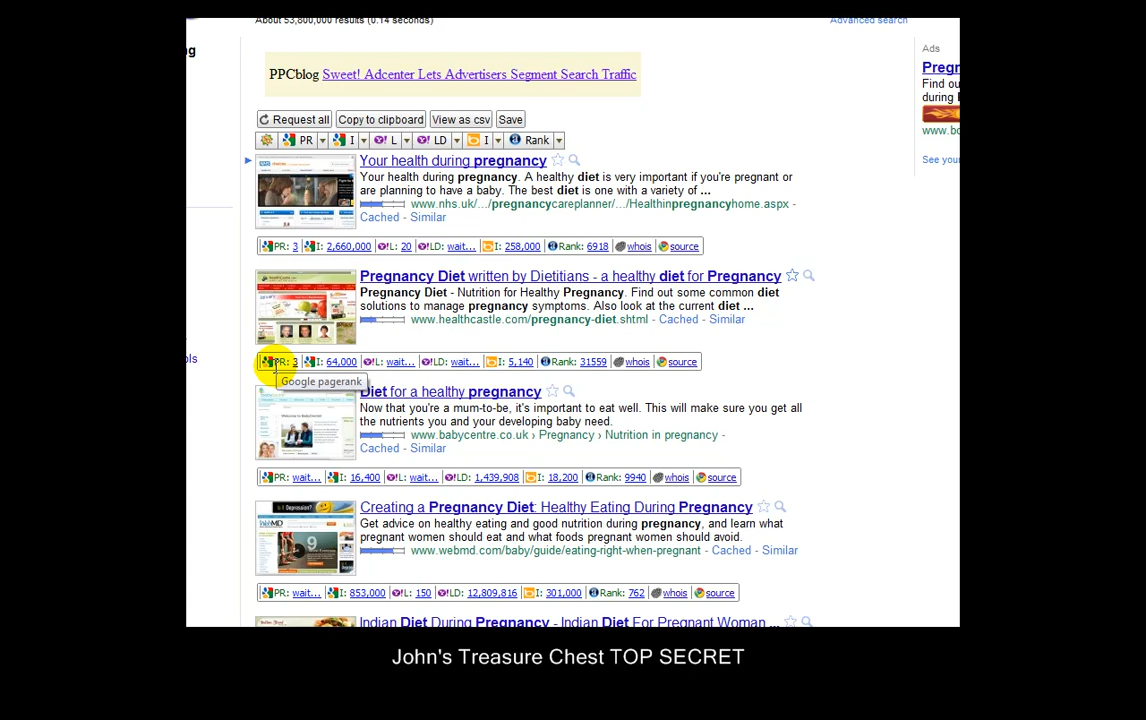 About 53,800,000 results (0.14 seconds)
Advanced search
PPCblog Sweet! Adcenter Lets Advertisers Segment Search Traffic
Ads
Pregn
Find ou
during l
www.bo
See your
Request all Copy to clipboard View as csv Save
PR I L LD I Rank
Your health during pregnancy
Your health during pregnancy. A healthy diet is very important if you're pregnant or
are planning to have a baby. The best diet is one with a variety of ...
www.nhs.uk/.../pregnancycareplanner/.../Healthinpregnancyhome.aspx -
Cached - Similar
PR: 3 I: 2,660,000 L: 20 LD: wait... I: 258,000 Rank: 6918 whois source
Pregnancy Diet written by Dietitians - a healthy diet for Pregnancy
Pregnancy Diet - Nutrition for Healthy Pregnancy. Find out some common diet
solutions to manage pregnancy symptoms. Also look at the current diet ...
www.healthcastle.com/pregnancy-diet.shtml - Cached - Similar
PR: 3 I: 64,000 L: wait... LD: wait... I: 5,140 Rank: 31559 whois source
ols
Google pagerank
Diet for a healthy pregnancy
Now that you're a mum-to-be, it's important to eat well. This will make sure you get all
the nutrients you and your developing baby need.
www.babycentre.co.uk › Pregnancy › Nutrition in pregnancy -
Cached - Similar
PR: wait... I: 16,400 L: wait... LD: 1,439,908 I: 18,200 Rank: 9940 whois source
Creating a Pregnancy Diet: Healthy Eating During Pregnancy
Get advice on healthy eating and good nutrition during pregnancy, and learn what
pregnant women should eat and what foods pregnant women should avoid.
www.webmd.com/baby/guide/eating-right-when-pregnant - Cached - Similar
PR: wait... I: 853,000 L: 150 LD: 12,809,816 I: 301,000 Rank: 762 whois source
Indian Diet During Pregnancy - Indian Diet For Pregnant Woman ...
John's Treasure Chest TOP SECRET